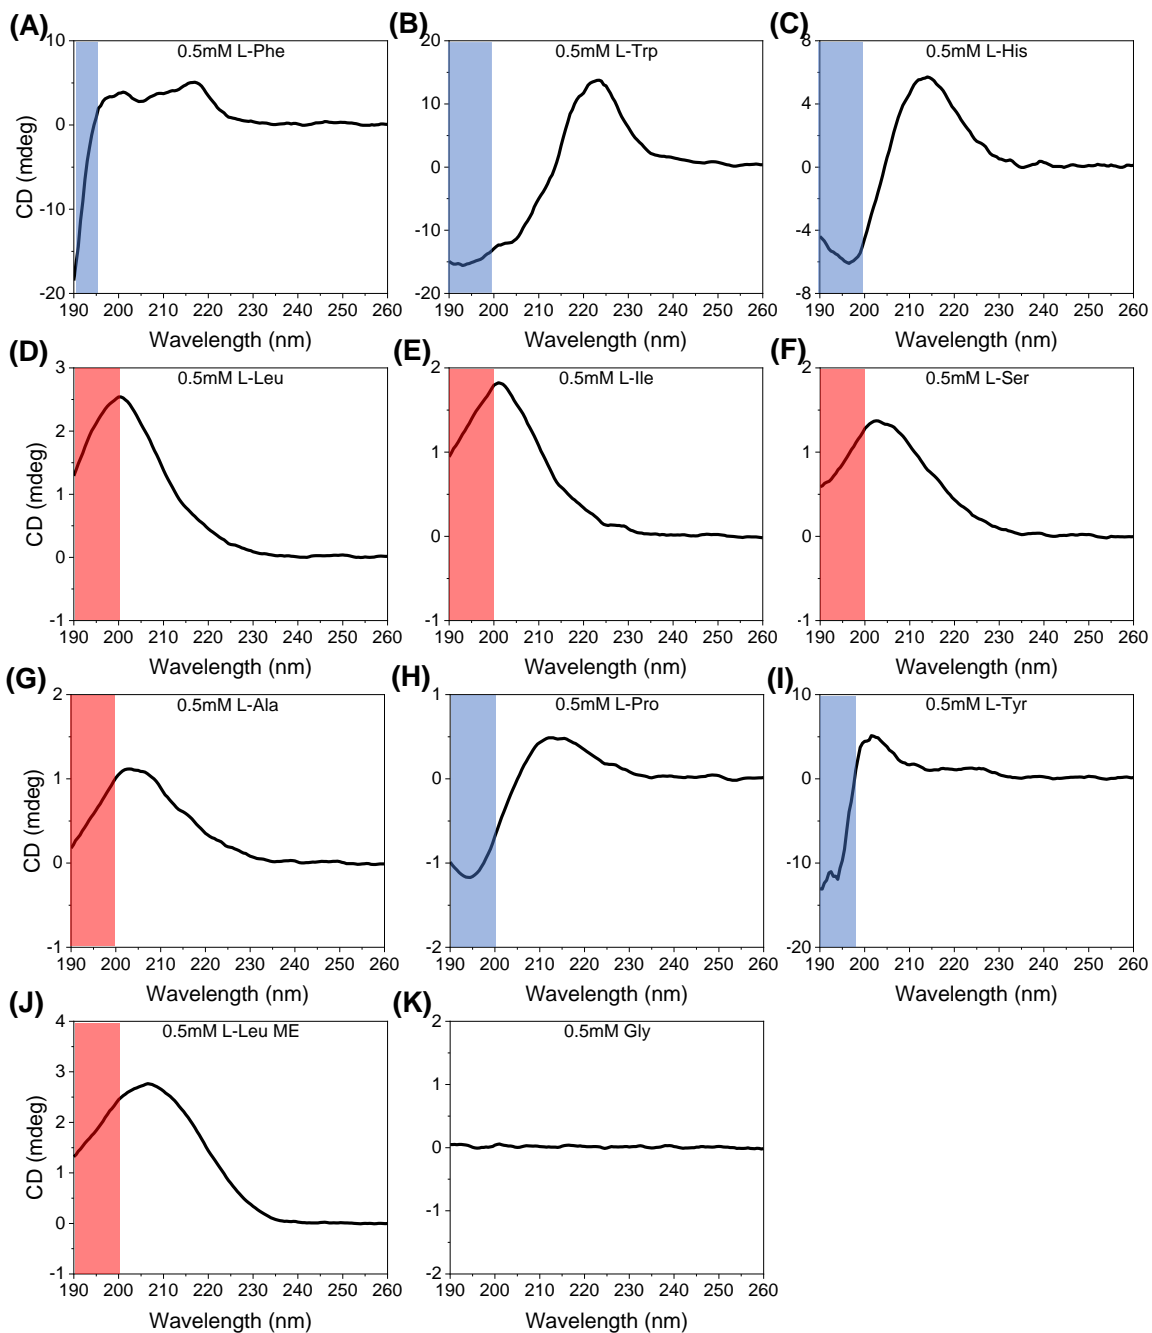 (A)
0.5mM L-Phe
10
0
-10
-20
CD (mdeg)
190 200 210 220 230 240 250 260
Wavelength (nm)
(B)
0.5mM L-Trp
20
10
0
-10
-20
190 200 210 220 230 240 250 260
Wavelength (nm)
(C)
0.5mM L-His
8
4
0
-4
-8
190 200 210 220 230 240 250 260
Wavelength (nm)
(D)
0.5mM L-Leu
3
2
1
0
-1
CD (mdeg)
190 200 210 220 230 240 250 260
Wavelength (nm)
(E)
0.5mM L-Ile
2
1
0
-1
190 200 210 220 230 240 250 260
Wavelength (nm)
(F)
0.5mM L-Ser
2
1
0
-1
190 200 210 220 230 240 250 260
Wavelength (nm)
(G)
0.5mM L-Ala
2
1
0
-1
CD (mdeg)
190 200 210 220 230 240 250 260
Wavelength (nm)
(H)
0.5mM L-Pro
1
0
-1
-2
190 200 210 220 230 240 250 260
Wavelength (nm)
(I)
0.5mM L-Tyr
10
0
-10
-20
190 200 210 220 230 240 250 260
Wavelength (nm)
(J)
0.5mM L-Leu ME
4
3
2
1
0
-1
CD (mdeg)
190 200 210 220 230 240 250 260
Wavelength (nm)
(K)
0.5mM Gly
2
1
0
-1
-2
190 200 210 220 230 240 250 260
Wavelength (nm)